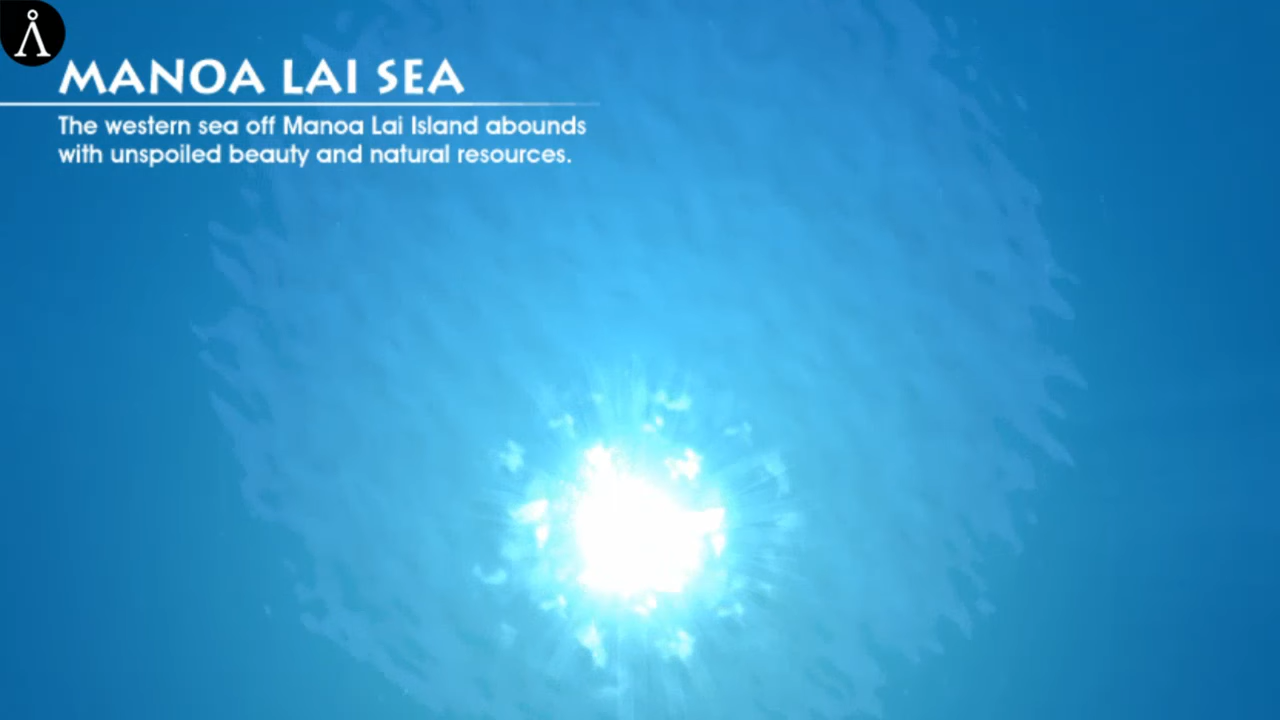 MANOA LAI SEA
The western sea off Manoa Lai Island abounds
with unspoiled beauty and natural resources.